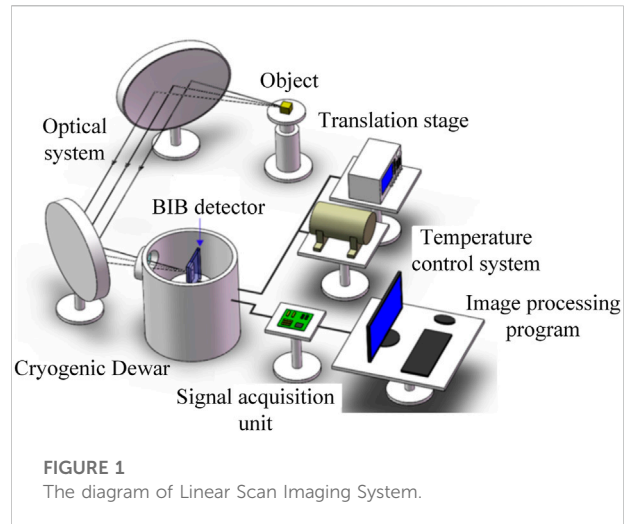 Object
Translation stage
Optical
system
BIB detector
Temperature
control system
Image processing
program
Cryogenic Dewar
Signal acquisition
unit
FIGURE 1
The diagram of Linear Scan Imaging System.